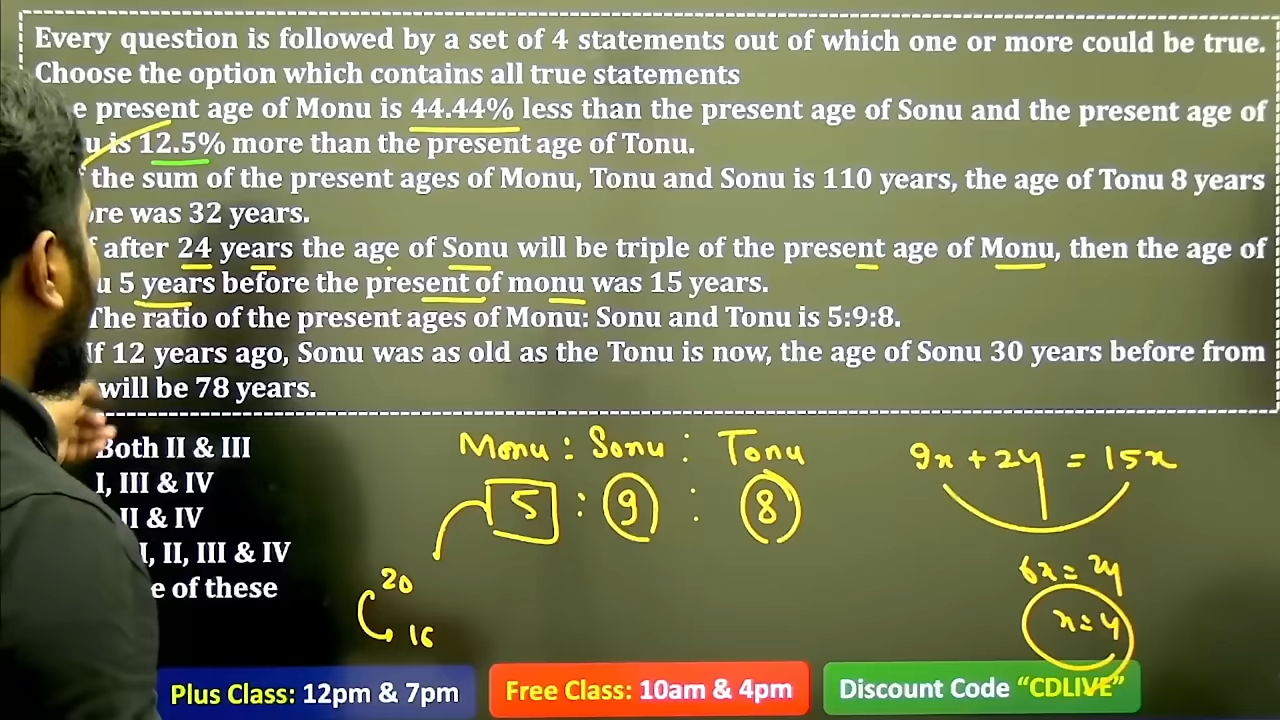 Every question is followed by a set of 4 statements out of which one or more could be true.
Choose the option which contains all true statements
e present age of Monu is 44.44% less than the present age of Sonu and the present age of
u is 12.5% more than the present age of Tonu.
f the sum of the present ages of Monu, Tonu and Sonu is 110 years, the age of Tonu 8 years
ore was 32 years.
f after 24 years the age of Sonu will be triple of the present age of Monu, then the age of
u 5 years before the present of monu was 15 years.
The ratio of the present ages of Monu: Sonu and Tonu is 5:9:8.
If 12 years ago, Sonu was as old as the Tonu is now, the age of Sonu 30 years before from
will be 78 years.
Both II & III
I, III & IV
II & IV
I, II, III & IV
e of these
Monu : Sonu : Tonu
5 : 9 : 8
9x + 24 = 15x
6x = 24
x = 4
20
16
Plus Class: 12pm & 7pm
Free Class: 10am & 4pm
Discount Code "CDLIVE"